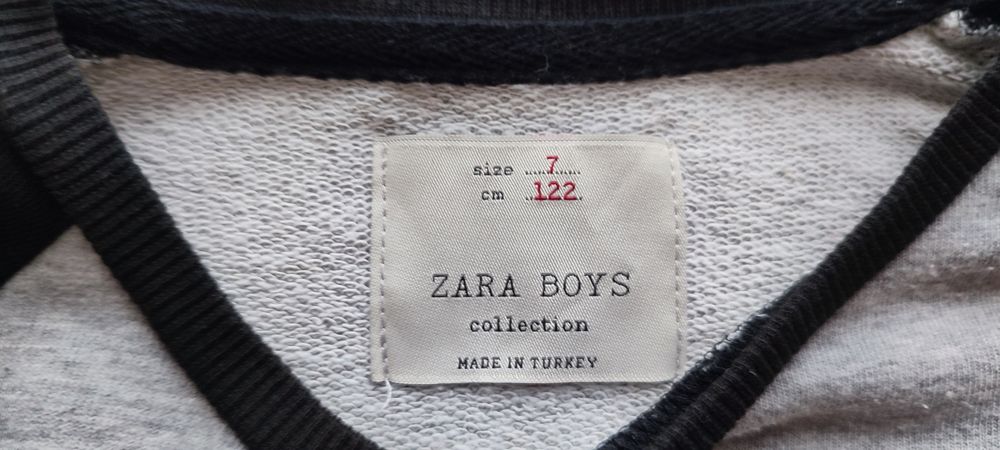 size 7
cm 122
ZARA BOYS
collection
MADE IN TURKEY